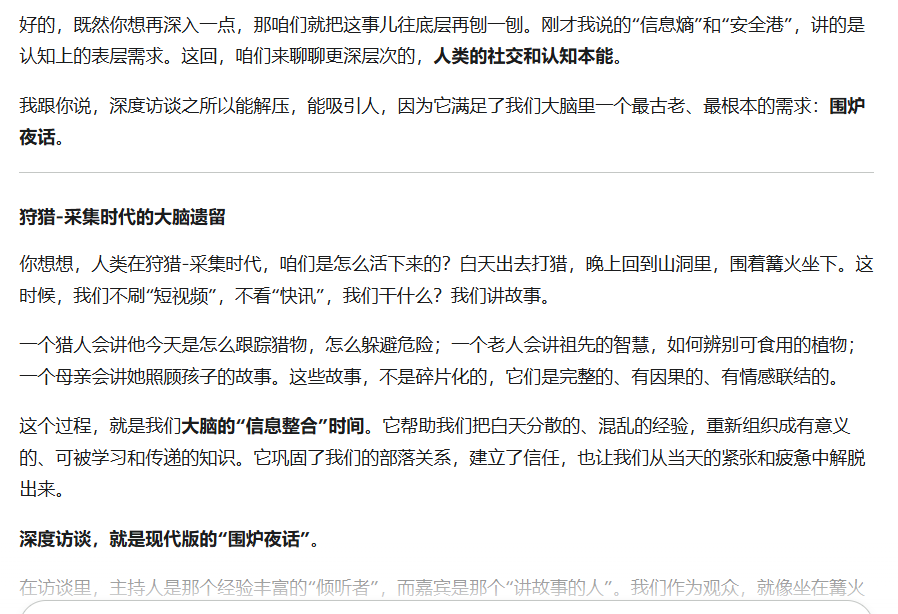 好的，既然你想再深入一点，那咱们就把这事儿往底层再刨一刨。刚才我说的“信息熵”和“安全港”，讲的是
认知上的表层需求。这回，咱们来聊聊更深层次的，人类的社交和认知本能。
我跟你说，深度访谈之所以能解压，能吸引人，因为它满足了我们大脑里一个最古老、最根本的需求：围炉
夜话。
狩猎-采集时代的大脑遗留
你想想，人类在狩猎-采集时代，咱们是怎么活下来的？白天出去打猎，晚上回到山洞里，围着篝火坐下。这
时候，我们不刷“短视频”，不看“快讯”，我们干什么？我们讲故事。
一个猎人会讲他今天是怎么跟踪猎物，怎么躲避危险；一个老人会讲祖先的智慧，如何辨别可食用的植物；
一个母亲会讲她照顾孩子的故事。这些故事，不是碎片化的，它们是完整的、有因果的、有情感联结的。
这个过程，就是我们大脑的“信息整合”时间。它帮助我们把白天分散的、混乱的经验，重新组织成有意义
的、可被学习和传递的知识。它巩固了我们的部落关系，建立了信任，也让我们从当天的紧张和疲惫中解脱
出来。
深度访谈，就是现代版的“围炉夜话”。
在访谈里，主持人是那个经验丰富的“倾听者”，而嘉宾是那个“讲故事的人”。我们作为观众，就像坐在篝火